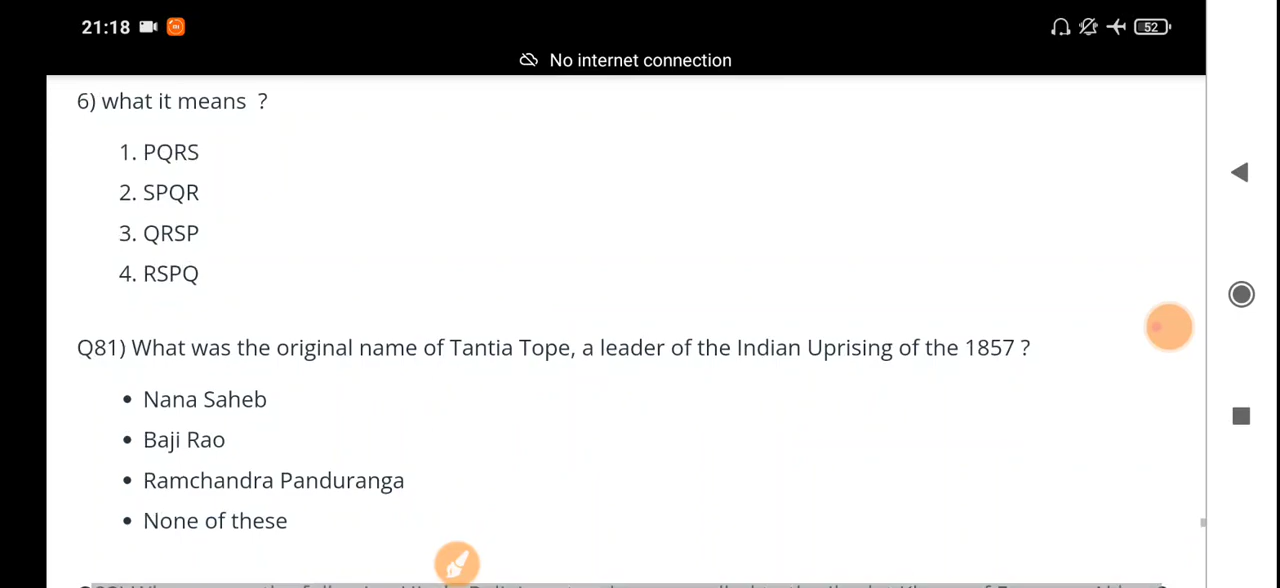 21:18
52
No internet connection
6) what it means ?
1. PQRS
2. SPQR
3. QRSP
4. RSPQ
Q81) What was the original name of Tantia Tope, a leader of the Indian Uprising of the 1857 ?
• Nana Saheb
• Baji Rao
• Ramchandra Panduranga
• None of these